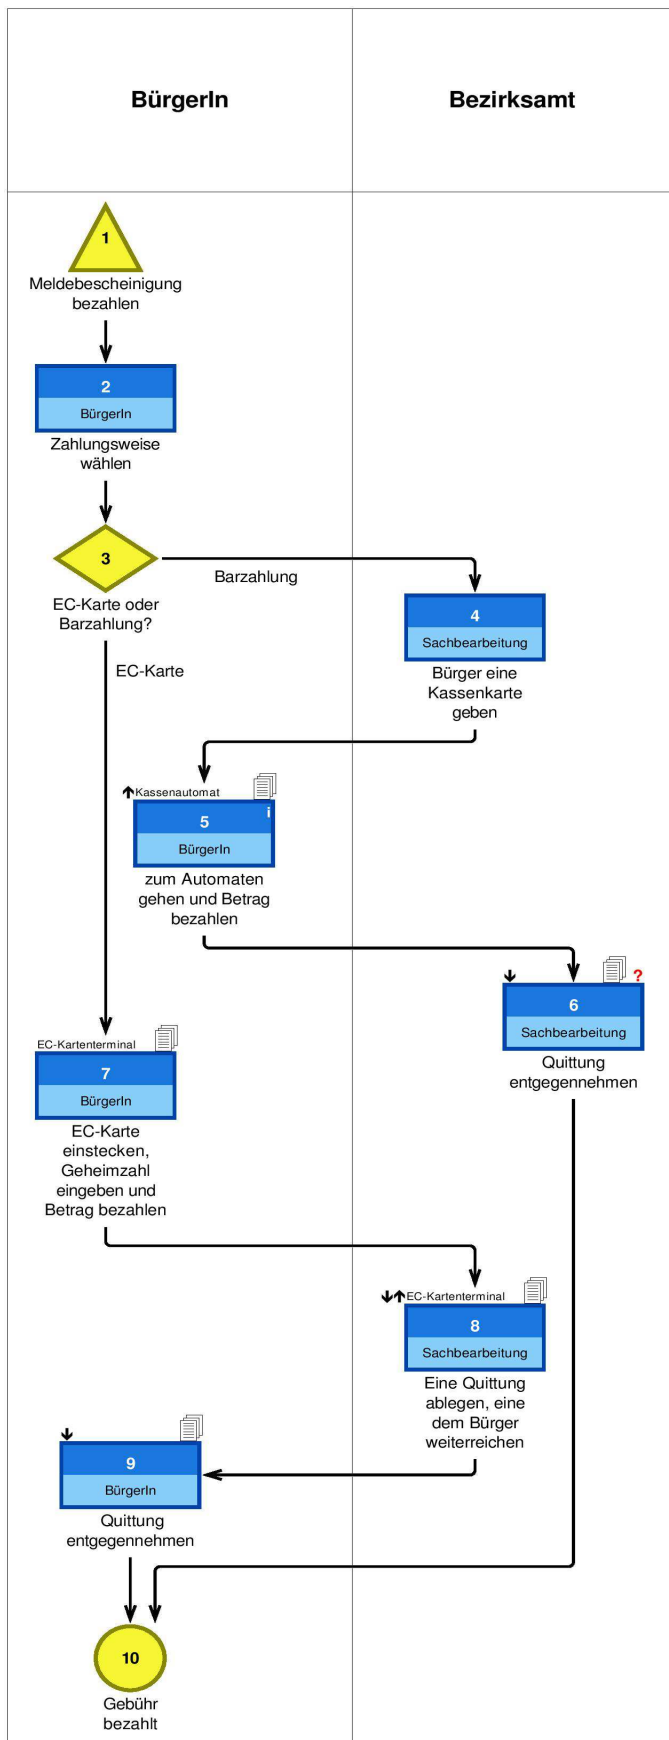 BürgerIn
Bezirksamt
1
Meldebescheinigung
bezahlen
2
BürgerIn
Zahlungsweise
wählen
3
Barzahlung
EC-Karte oder
Barzahlung?
4
Sachbearbeitung
Bürger eine
Kassenkarte
geben
EC-Karte
Kassenautomat
i
5
BürgerIn
zum Automaten
gehen und Betrag
bezahlen
?
6
Sachbearbeitung
Quittung
entgegennehmen
EC-Kartenterminal
7
BürgerIn
EC-Karte
einstecken,
Geheimzahl
eingeben und
Betrag bezahlen
EC-Kartenterminal
8
Sachbearbeitung
Eine Quittung
ablegen, eine
dem Bürger
weiterreichen
9
BürgerIn
Quittung
entgegennehmen
10
Gebühr
bezahlt